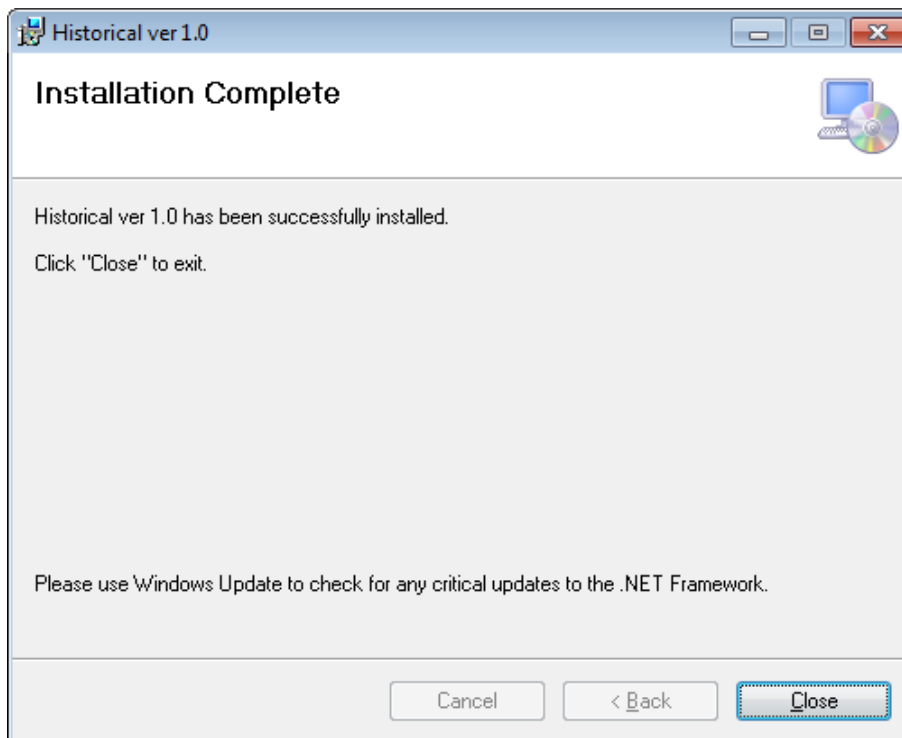 Historical ver 1.0
Installation Complete
Historical ver 1.0 has been successfully installed.
Click "Close" to exit.
Please use Windows Update to check for any critical updates to the .NET Framework.
Cancel
< Back
Close